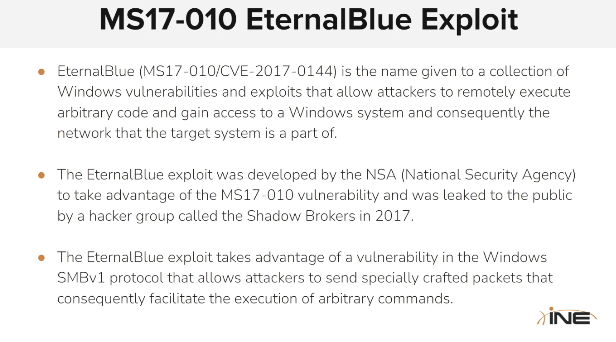 MS17-010 EternalBlue Exploit
EternalBlue (MS17-010/CVE-2017-0144) is the name given to a collection of
Windows vulnerabilities and exploits that allow attackers to remotely execute
arbitrary code and gain access to a Windows system and consequently the
network that the target system is a part of.
The EternalBlue exploit was developed by the NSA (National Security Agency)
to take advantage of the MS17-010 vulnerability and was leaked to the public
by a hacker group called the Shadow Brokers in 2017.
The EternalBlue exploit takes advantage of a vulnerability in the Windows
SMBv1 protocol that allows attackers to send specially crafted packets that
consequently facilitate the execution of arbitrary commands.
INE